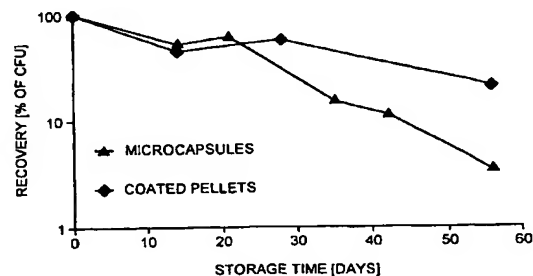 100
10
1
RECOVERY [% OF CFU]
MICROCAPSULES
COATED PELLETS
0 10 20 30 40 50 60
STORAGE TIME [DAYS]